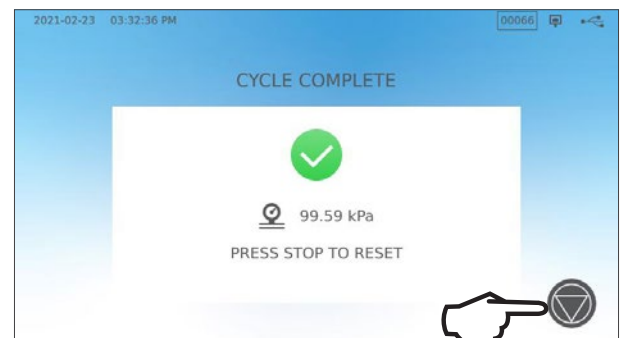 2021-02-23 03:32:36 PM 00066
CYCLE COMPLETE
99.59 kPa
PRESS STOP TO RESET